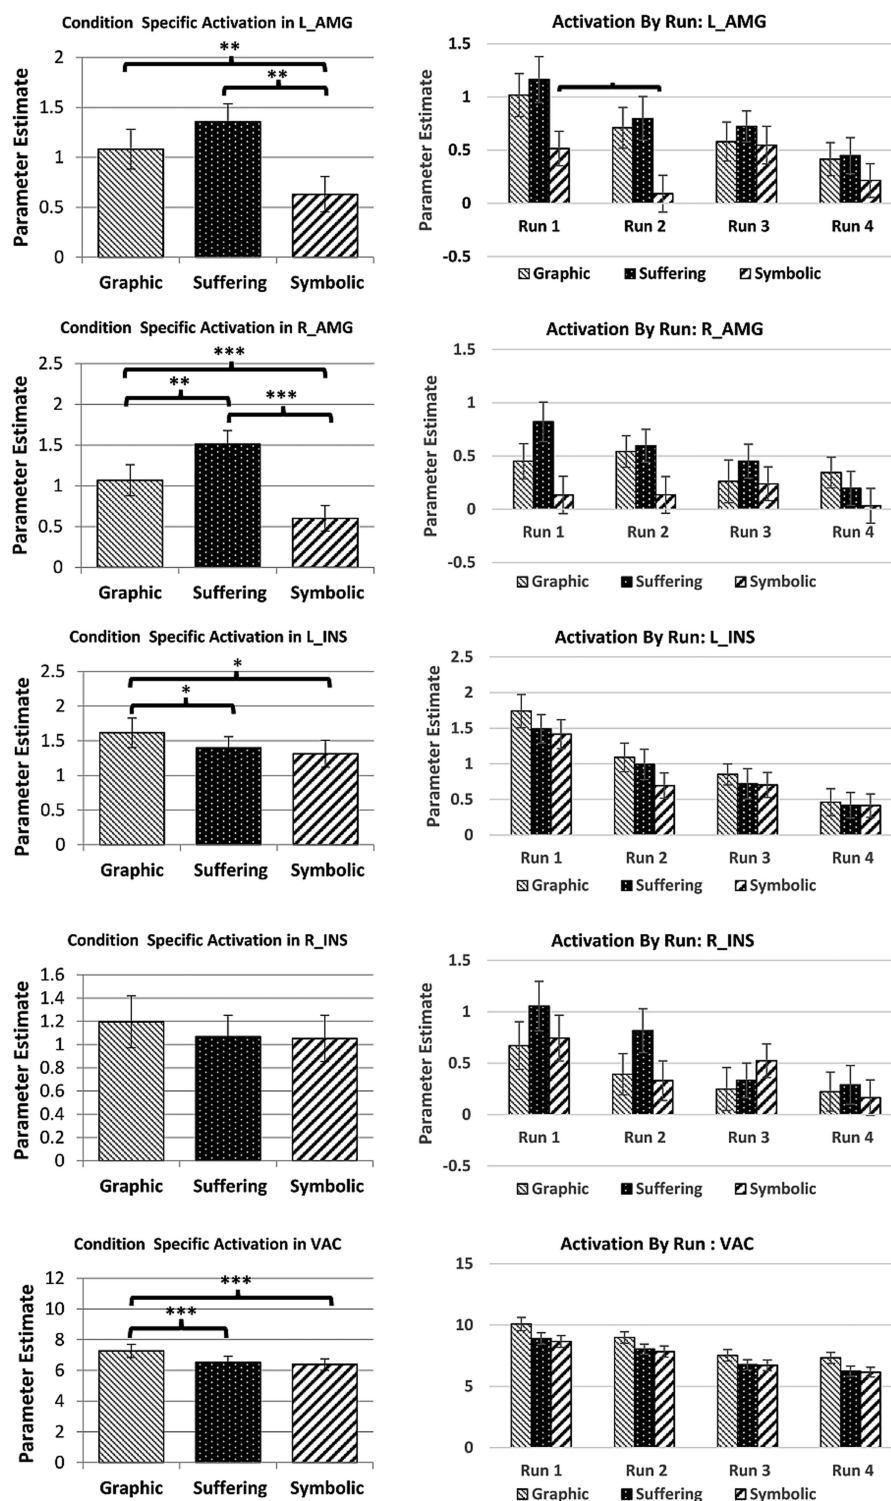 Condition Specific Activation in L_AMG
Parameter Estimate
2
1.5
1
0.5
0
**
**
Graphic Suffering Symbolic
Activation By Run: L_AMG
Parameter Estimate
1.5
1
0.5
0
-0.5
Run 1 Run 2 Run 3 Run 4
Graphic Suffering Symbolic
Condition Specific Activation in R_AMG
Parameter Estimate
2.5
2
1.5
1
0.5
0
***
**
***
Graphic Suffering Symbolic
Activation By Run: R_AMG
Parameter Estimate
1.5
1
0.5
0
-0.5
Run 1 Run 2 Run 3 Run 4
Graphic Suffering Symbolic
Condition Specific Activation in L_INS
Parameter Estimate
2.5
2
1.5
1
0.5
0
*
*
Graphic Suffering Symbolic
Activation By Run: L_INS
Parameter Estimate
2.5
2
1.5
1
0.5
0
Run 1 Run 2 Run 3 Run 4
Graphic Suffering Symbolic
Condition Specific Activation in R_INS
Parameter Estimate
1.6
1.4
1.2
1
0.8
0.6
0.4
0.2
0
Graphic Suffering Symbolic
Activation By Run: R_INS
Parameter Estimate
1.5
1
0.5
0
-0.5
Run 1 Run 2 Run 3 Run 4
Graphic Suffering Symbolic
Condition Specific Activation in VAC
Parameter Estimate
12
10
8
6
4
2
0
***
***
Graphic Suffering Symbolic
Activation By Run : VAC
Parameter Estimate
15
10
5
0
Run 1 Run 2 Run 3 Run 4
Graphic Suffering Symbolic